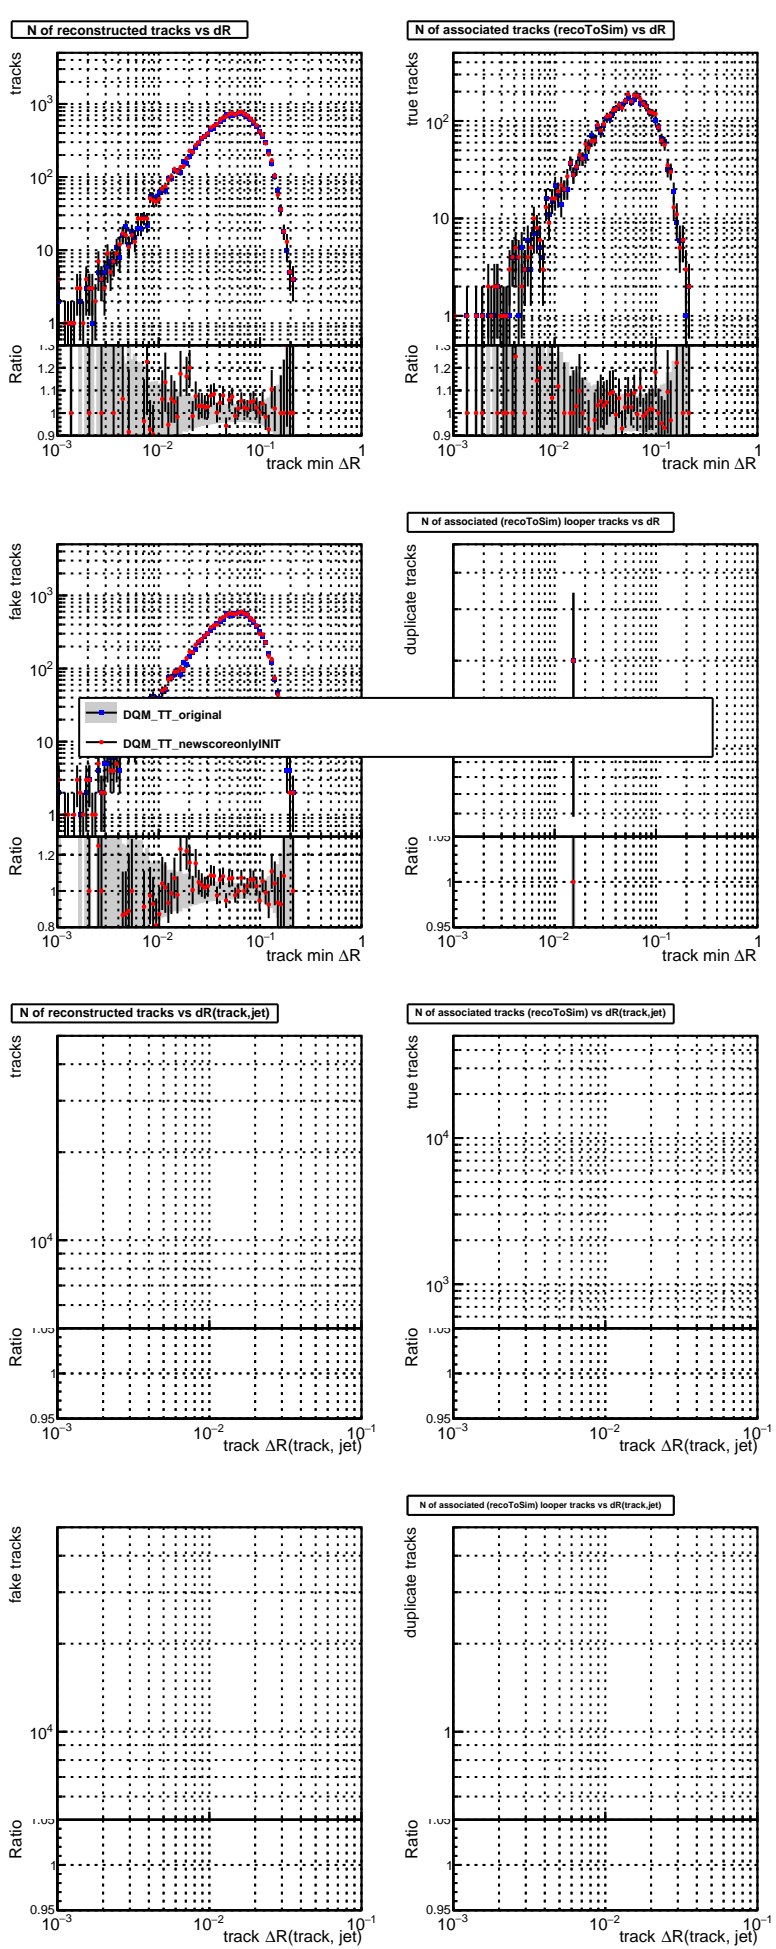 N of reconstructed tracks vs dR
tracks
10³
10²
10
1
Ratio
1.3
1.2
1.1
1
0.9
10⁻³
10⁻²
10⁻¹
1
track min ΔR
N of associated tracks (recoToSim) vs dR
true tracks
10²
10
1
Ratio
1.3
1.2
1.1
1
0.9
10⁻³
10⁻²
10⁻¹
1
track min ΔR
fake tracks
10³
10²
10
1
Ratio
1.2
1
0.8
10⁻³
10⁻²
10⁻¹
1
track min ΔR
N of associated (recoToSim) looper tracks vs dR
duplicate tracks
Ratio
1.05
1
0.95
10⁻³
10⁻²
10⁻¹
1
track min ΔR
DQM_TT_original
DQM_TT_newscoreonlyINIT
N of reconstructed tracks vs dR(track,jet)
tracks
10⁴
Ratio
1.05
1
0.95
10⁻³
10⁻²
10⁻¹
track ΔR(track, jet)
N of associated tracks (recoToSim) vs dR(track,jet)
true tracks
10⁴
10³
Ratio
1.05
1
0.95
10⁻³
10⁻²
10⁻¹
track ΔR(track, jet)
fake tracks
10⁴
Ratio
1.05
1
0.95
10⁻³
10⁻²
10⁻¹
track ΔR(track, jet)
N of associated (recoToSim) looper tracks vs dR(track,jet)
duplicate tracks
1
Ratio
1.05
1
0.95
10⁻³
10⁻²
10⁻¹
track ΔR(track, jet)